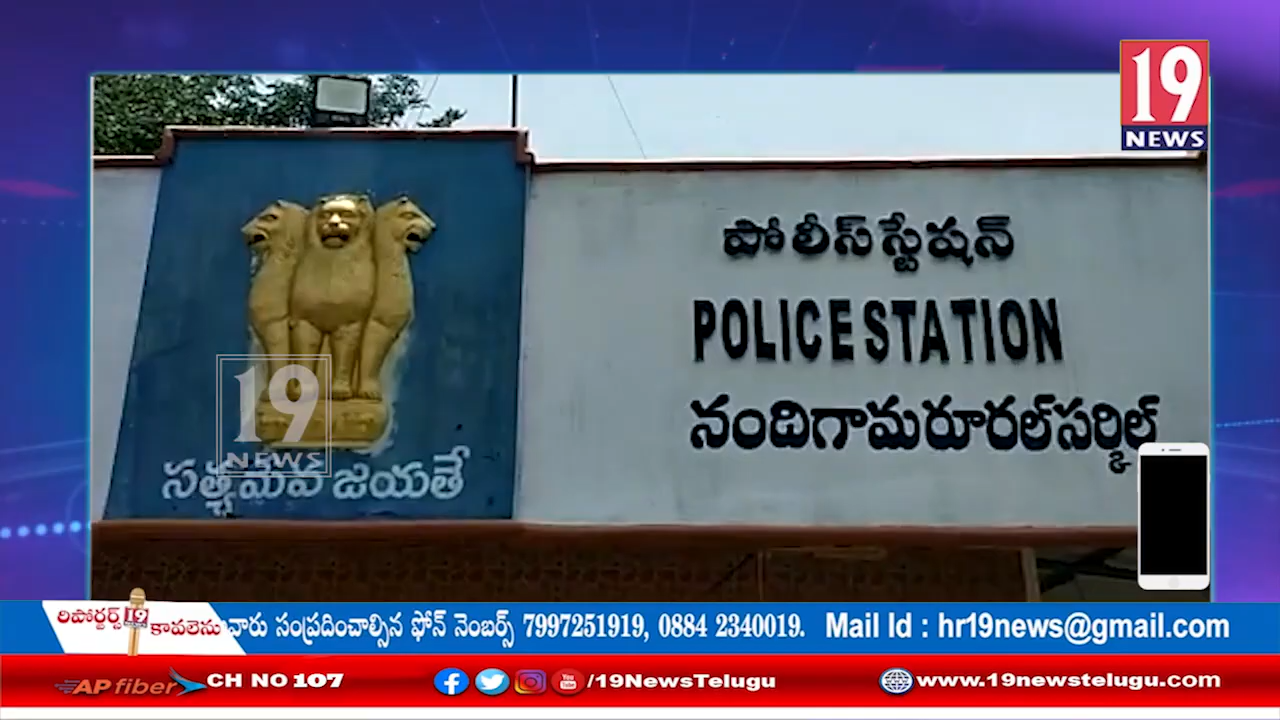 19
NEWS
పోలీస్ స్టేషన్
POLICE STATION
నందిగామ రూరల్ సర్కిల్
19
NEWS
సత్యమేవ జయతే
రిపోర్టర్స్ 19
కావలెను
వారు సంప్రదించాల్సిన ఫోన్ నెంబర్స్ 7997251919, 0884 2340019. Mail Id : hr19news@gmail.com
AP fiber CH NO 107 /19NewsTelugu www.19newstelugu.com